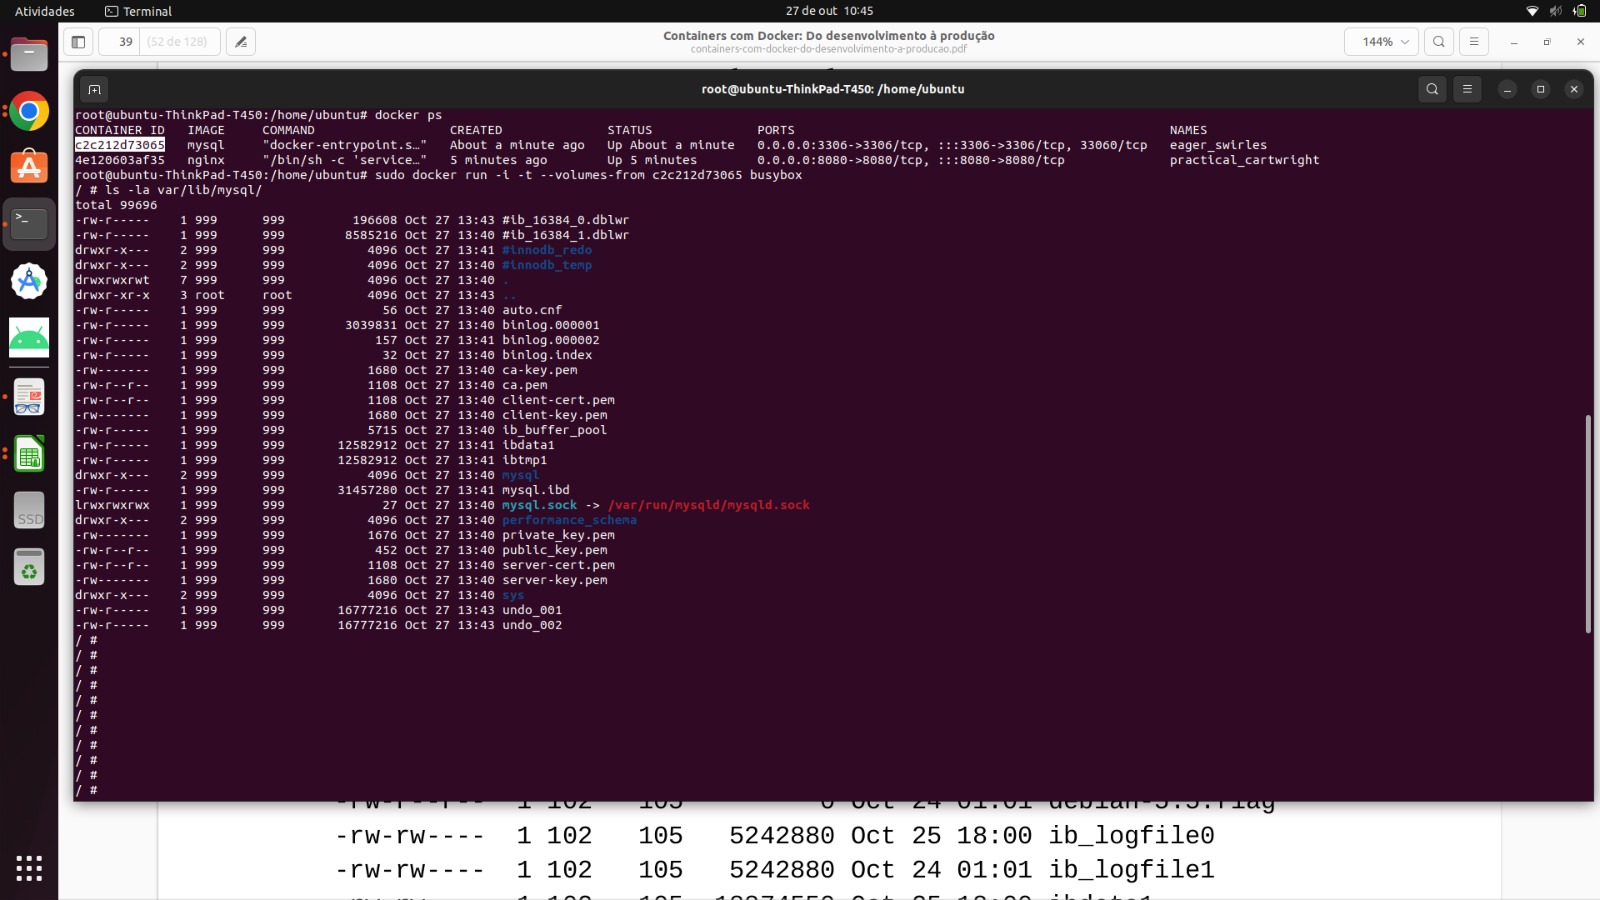 Atividades Terminal 27 de out 10:45
39 (52 de 128) Containers com Docker: Do desenvolvimento à produção 144%
containers-com-docker-do-desenvolvimento-a-producao.pdf
root@ubuntu-ThinkPad-T450: /home/ubuntu
root@ubuntu-ThinkPad-T450:/home/ubuntu# docker ps
CONTAINER ID IMAGE COMMAND CREATED STATUS PORTS NAMES
c2c212d73065 mysql "docker-entrypoint.s…" About a minute ago Up About a minute 0.0.0.0:3306->3306/tcp, :::3306->3306/tcp, 33060/tcp eager_swirles
4e120603af35 nginx "/bin/sh -c 'service…" 5 minutes ago Up 5 minutes 0.0.0.0:8080->8080/tcp, :::8080->8080/tcp practical_cartwright
root@ubuntu-ThinkPad-T450:/home/ubuntu# sudo docker run -i -t --volumes-from c2c212d73065 busybox
/ # ls -la var/lib/mysql/
total 99696
-rw-r----- 1 999 999 196608 Oct 27 13:43 #ib_16384_0.dblwr
-rw-r----- 1 999 999 8585216 Oct 27 13:40 #ib_16384_1.dblwr
drwxr-x--- 2 999 999 4096 Oct 27 13:41 #innodb_redo
drwxr-x--- 2 999 999 4096 Oct 27 13:40 #innodb_temp
drwxrwxrwt 7 999 999 4096 Oct 27 13:40 .
drwxr-xr-x 3 root root 4096 Oct 27 13:43 ..
-rw-r----- 1 999 999 56 Oct 27 13:40 auto.cnf
-rw-r----- 1 999 999 3039831 Oct 27 13:40 binlog.000001
-rw-r----- 1 999 999 157 Oct 27 13:41 binlog.000002
-rw-r----- 1 999 999 32 Oct 27 13:40 binlog.index
-rw------- 1 999 999 1680 Oct 27 13:40 ca-key.pem
-rw-r--r-- 1 999 999 1108 Oct 27 13:40 ca.pem
-rw-r--r-- 1 999 999 1108 Oct 27 13:40 client-cert.pem
-rw------- 1 999 999 1680 Oct 27 13:40 client-key.pem
-rw-r----- 1 999 999 5715 Oct 27 13:40 ib_buffer_pool
-rw-r----- 1 999 999 12582912 Oct 27 13:41 ibdata1
-rw-r----- 1 999 999 12582912 Oct 27 13:41 ibtmp1
drwxr-x--- 2 999 999 4096 Oct 27 13:40 mysql
-rw-r----- 1 999 999 31457280 Oct 27 13:41 mysql.ibd
lrwxrwxrwx 1 999 999 27 Oct 27 13:40 mysql.sock -> /var/run/mysqld/mysqld.sock
drwxr-x--- 2 999 999 4096 Oct 27 13:40 performance_schema
-rw------- 1 999 999 1676 Oct 27 13:40 private_key.pem
-rw-r--r-- 1 999 999 452 Oct 27 13:40 public_key.pem
-rw-r--r-- 1 999 999 1108 Oct 27 13:40 server-cert.pem
-rw------- 1 999 999 1680 Oct 27 13:40 server-key.pem
drwxr-x--- 2 999 999 4096 Oct 27 13:40 sys
-rw-r----- 1 999 999 16777216 Oct 27 13:43 undo_001
-rw-r----- 1 999 999 16777216 Oct 27 13:43 undo_002
/ #
/ #
/ #
/ #
/ #
/ #
/ #
/ #
/ #
/ #
/ #
SSD
-rw-r--r-- 1 102 105 0 Oct 24 01:01 debian-5.5.flag
-rw-rw---- 1 102 105 5242880 Oct 25 18:00 ib_logfile0
-rw-rw---- 1 102 105 5242880 Oct 24 01:01 ib_logfile1